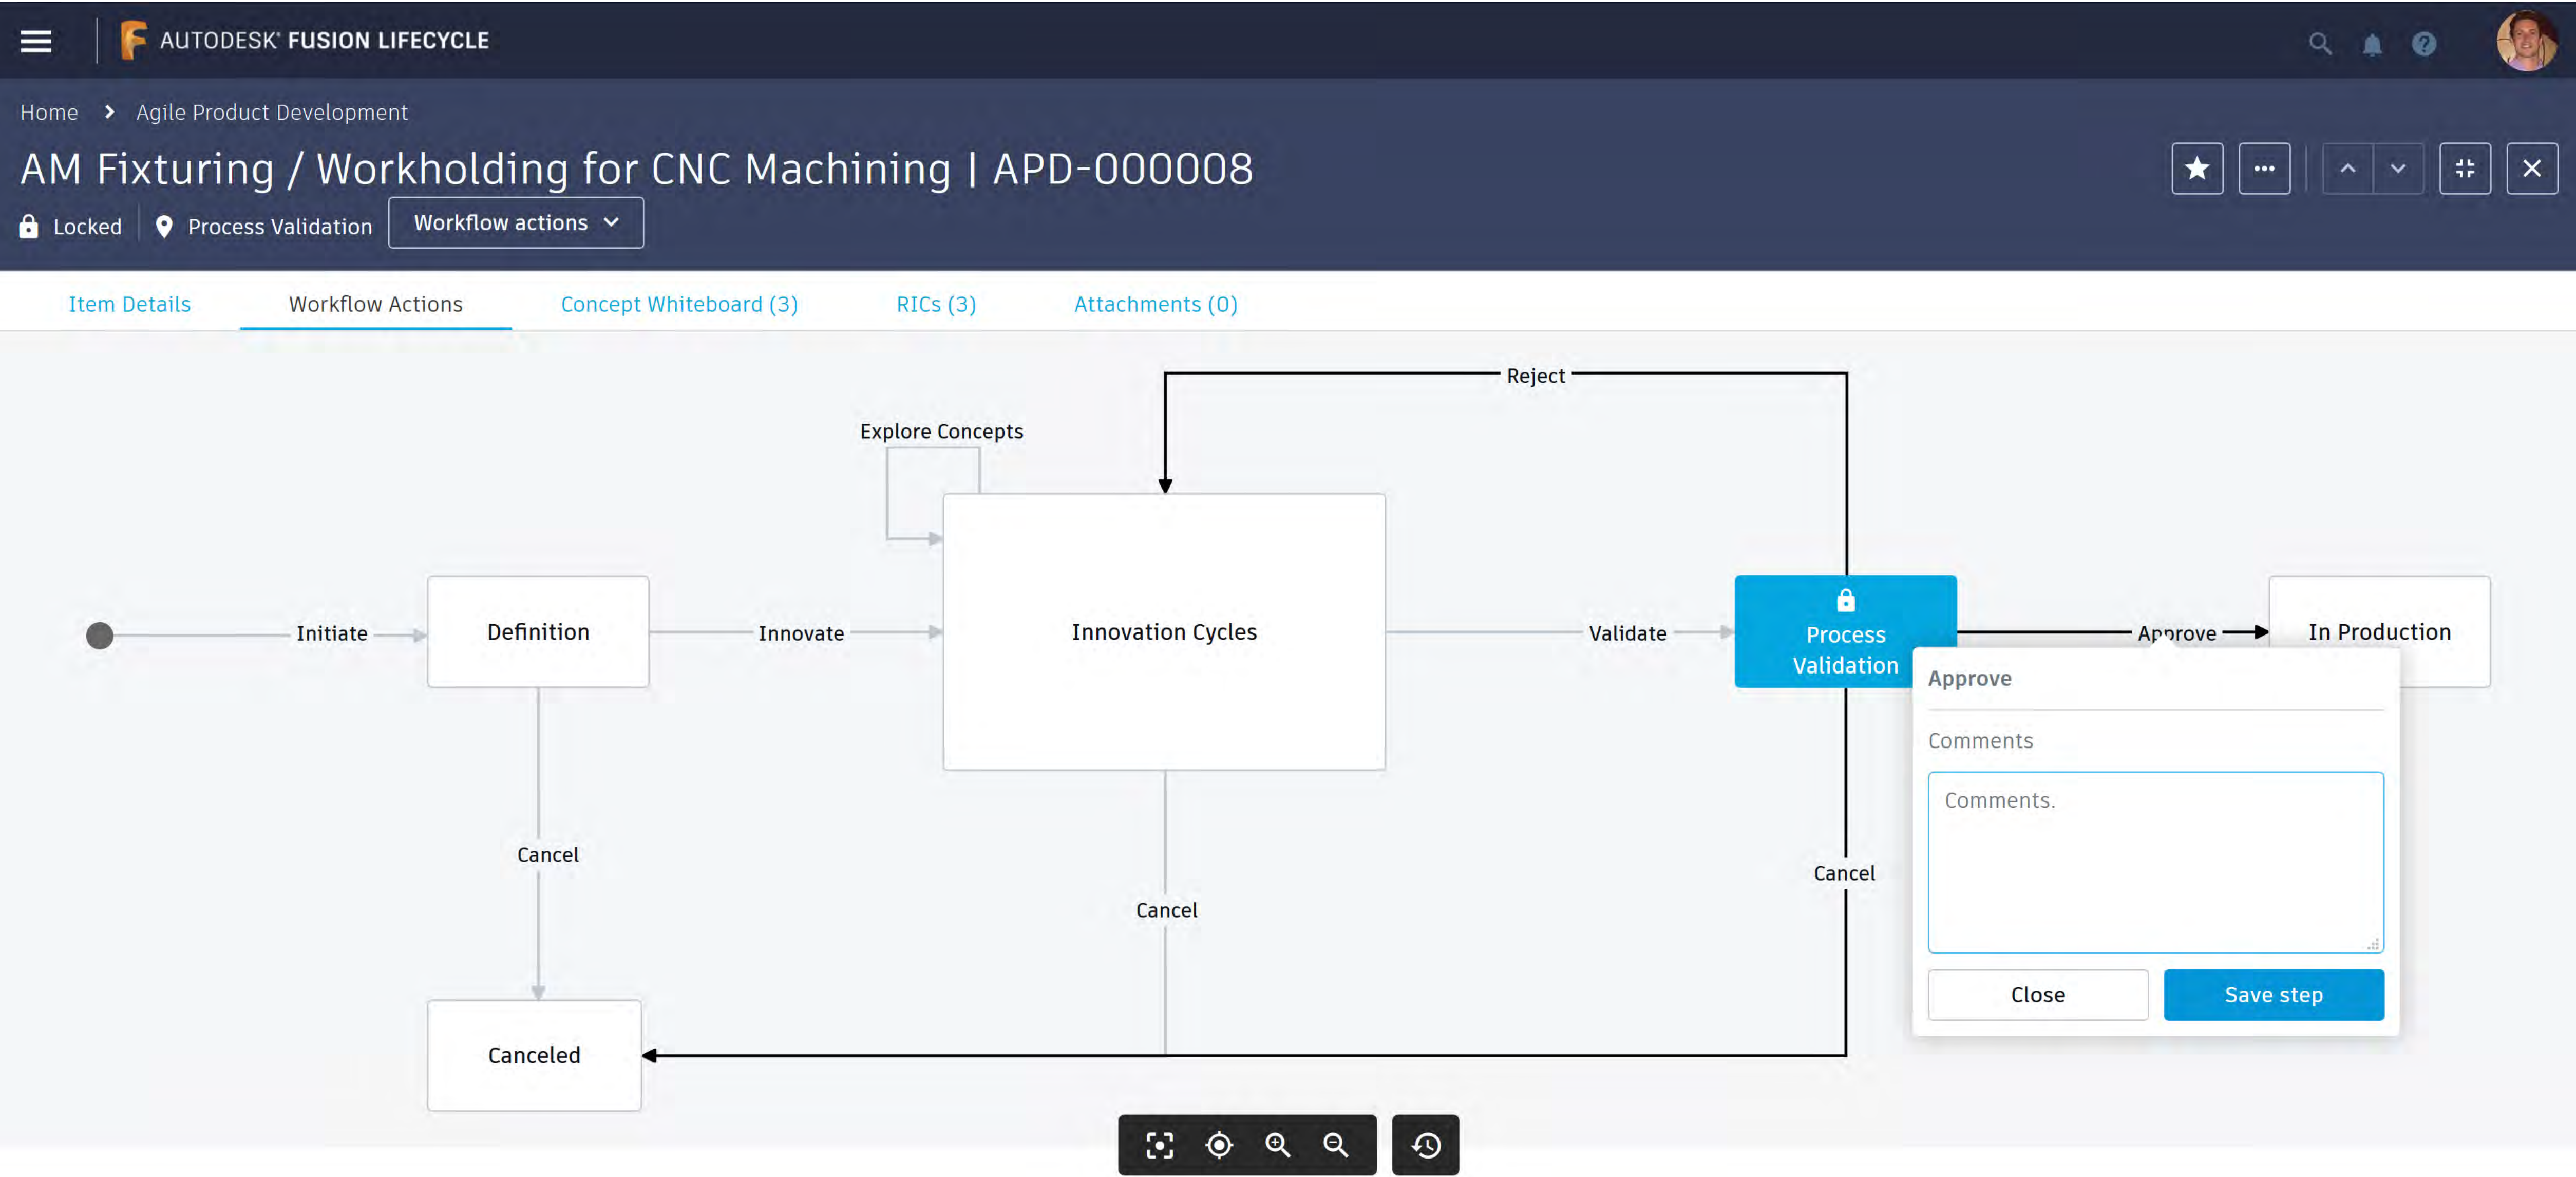 AUTODESK® FUSION LIFECYCLE
Home > Agile Product Development
AM Fixturing / Workholding for CNC Machining | APD-000008
Locked
Process Validation
Workflow actions
Item Details
Workflow Actions
Concept Whiteboard (3)
RICs (3)
Attachments (0)
Reject
Explore Concepts
Initiate
Definition
Innovate
Innovation Cycles
Validate
Process
Validation
Approve
In Production
Approve
Comments
Comments.
Cancel
Cancel
Cancel
Close
Save step
Canceled